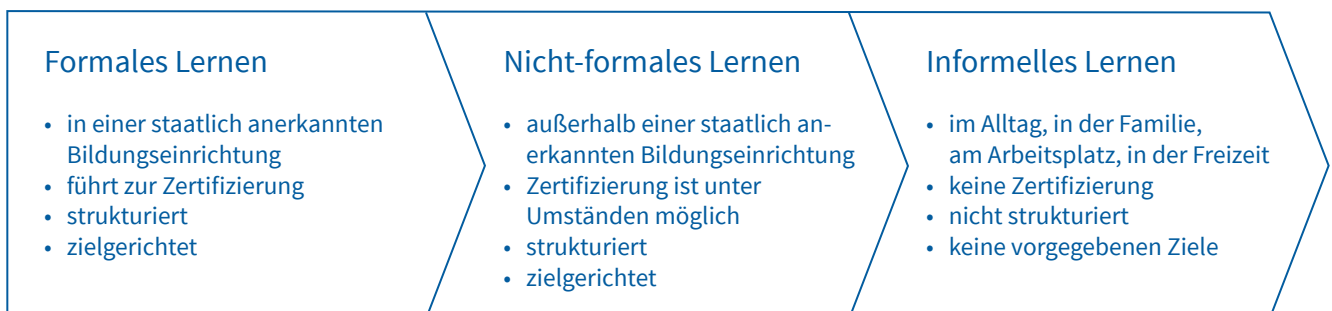 Formales Lernen
• in einer staatlich anerkannten
Bildungseinrichtung
• führt zur Zertifizierung
• strukturiert
• zielgerichtet
Nicht-formales Lernen
• außerhalb einer staatlich an-
erkannten Bildungseinrichtung
• Zertifizierung ist unter
Umständen möglich
• strukturiert
• zielgerichtet
Informelles Lernen
• im Alltag, in der Familie,
am Arbeitsplatz, in der Freizeit
• keine Zertifizierung
• nicht strukturiert
• keine vorgegebenen Ziele